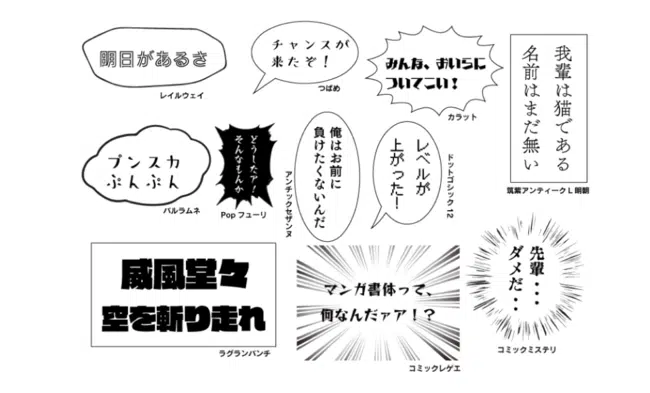 明日があるさ
レイルウェイ
チャンスが
来たぞ！
つばめ
みんな、おいらに
ついてこい！
カラット
我輩は猫である
名前はまだ無い
筑紫アンティークL明朝
プンスカ
ぷんぷん
パルラムネ
どうしたァ！
そんなもんか
Pop フューリ
俺はお前に
負けたくないんだ
アンチックセザンヌ
レベルが
上がった！
ドットゴシック12
先輩・・・
ダメだ・・
コミックミステリ
威風堂々
空を斬り走れ
ラグランパンチ
マンガ書体って、
何なんだァア！？
コミックレゲエ